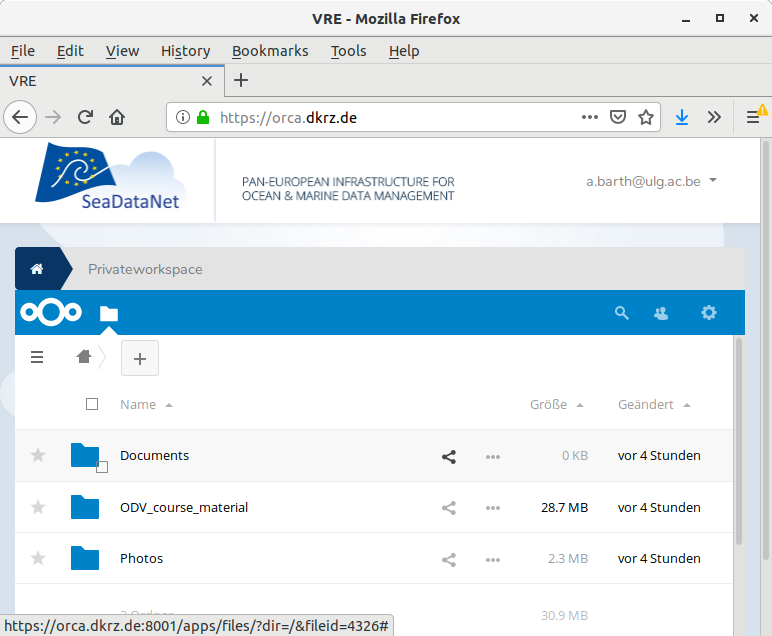 VRE - Mozilla Firefox
File Edit View History Bookmarks Tools Help
VRE
https://orca.dkrz.de
SeaDataNet
PAN-EUROPEAN INFRASTRUCTURE FOR
OCEAN & MARINE DATA MANAGEMENT
a.barth@ulg.ac.be
Privateworkspace
Name Größe Geändert
Documents 0 KB vor 4 Stunden
ODV_course_material 28.7 MB vor 4 Stunden
Photos 2.3 MB vor 4 Stunden
3 Ordner 30.9 MB
https://orca.dkrz.de:8001/apps/files/?dir=/&fileid=4326#